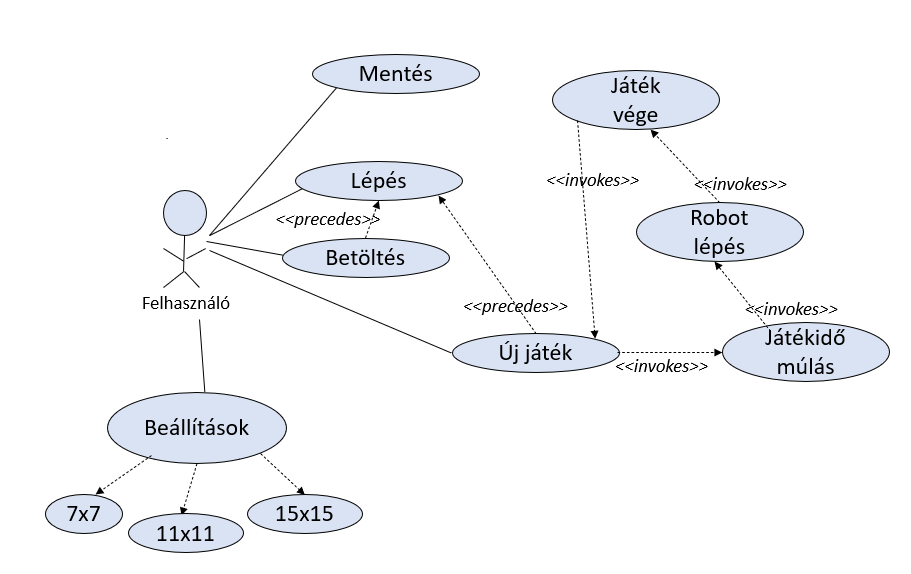 Mentés
Játék
vége
Lépés
<<invokes>>
<<invokes>>
<<precedes>>
Robot
lépés
Betöltés
Felhasználó
<<precedes>>
<<invokes>>
Új játék
Játékidő
múlás
<<invokes>>
Beállítások
7x7
11x11
15x15